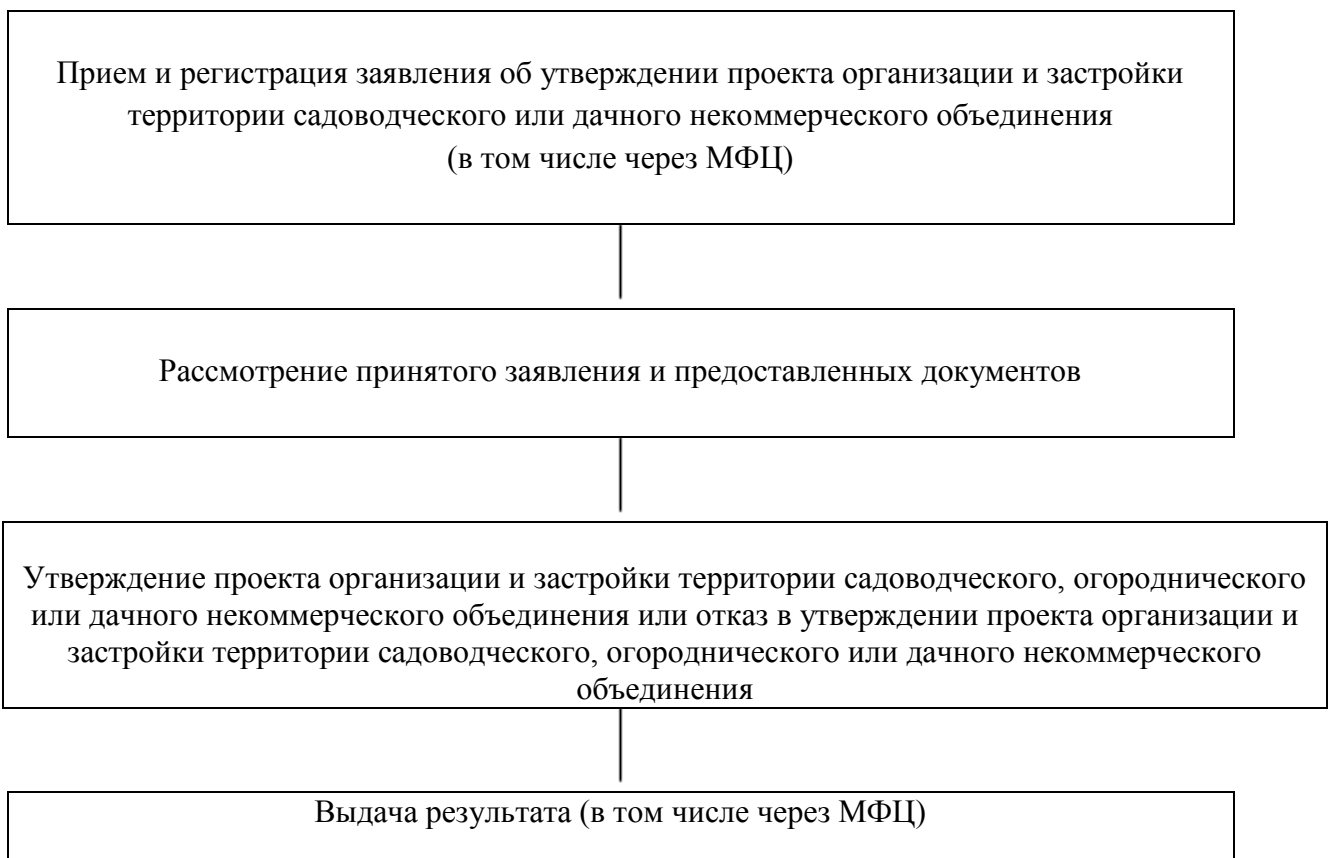 Прием и регистрация заявления об утверждении проекта организации и застройки
территории садоводческого или дачного некоммерческого объединения
(в том числе через МФЦ)
Рассмотрение принятого заявления и предоставленных документов
Утверждение проекта организации и застройки территории садоводческого, огороднического
или дачного некоммерческого объединения или отказ в утверждении проекта организации и
застройки территории садоводческого, огороднического или дачного некоммерческого
объединения
Выдача результата (в том числе через МФЦ)